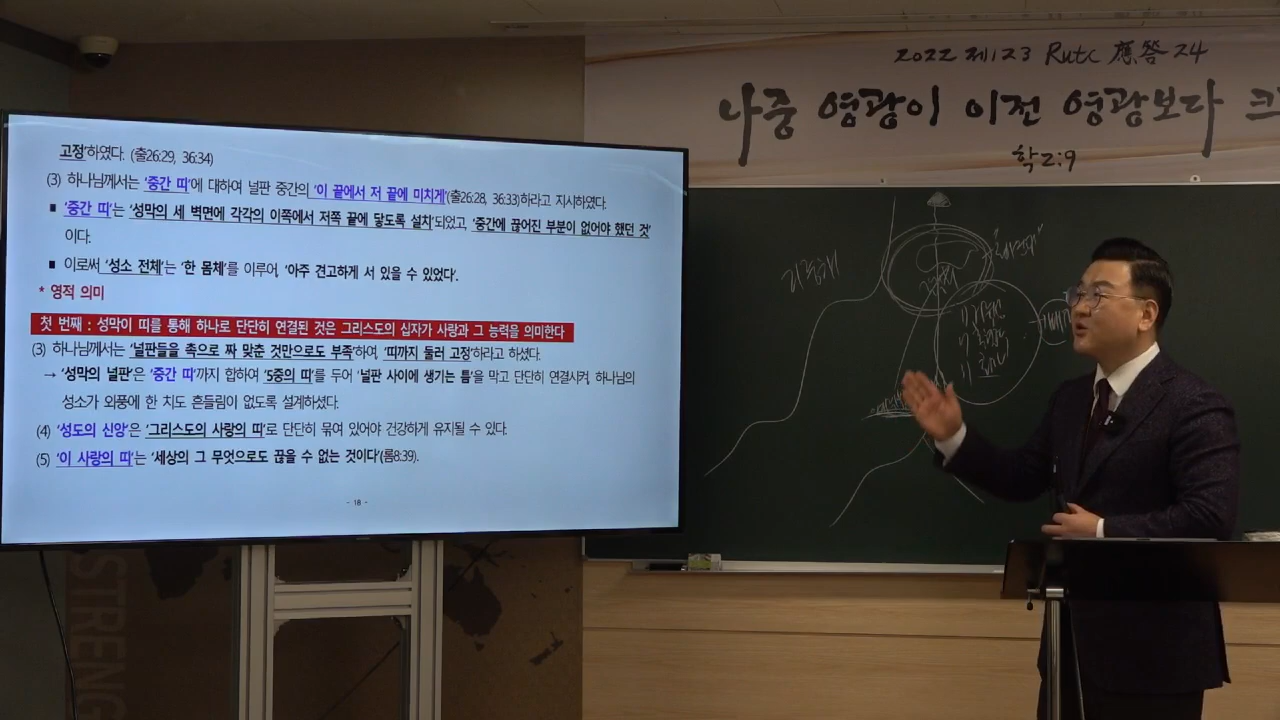 고정'하였다. (출26:29, 36:34)
(3) 하나님께서는 '중간 띠'에 대하여 널판 중간의 '이 끝에서 저 끝에 미치게'(출26:28, 36:33)하라고 지시하였다.
■ '중간 띠'는 '성막의 세 벽면에 각각의 이쪽에서 저쪽 끝에 닿도록 설치'되었고, '중간에 끊어진 부분이 없어야 했던 것'
이다.
■ 이로써 '성소 전체'는 '한 몸체'를 이루어, '아주 견고하게 서 있을 수 있었다'.
* 영적 의미
첫 번째 : 성막이 띠를 통해 하나로 단단히 연결된 것은 그리스도의 십자가 사랑과 그 능력을 의미한다
(3) 하나님께서는 '널판들을 촉으로 짜 맞춘 것만으로도 부족'하여, '띠까지 둘러 고정'하라고 하셨다.
→ '성막의 널판'은 '중간 띠'까지 합하여 '5중의 띠'를 두어 '널판 사이에 생기는 틈'을 막고 단단히 연결시켜, 하나님의
성소가 외풍에 한 치도 흔들림이 없도록 설계하셨다.
(4) '성도의 신앙'은 '그리스도의 사랑의 띠'로 단단히 묶여 있어야 건강하게 유지될 수 있다.
(5) '이 사랑의 띠'는 '세상의 그 무엇으로도 끊을 수 없는 것이다'(롬8:39).
- 18 -
2022 제123 Rutc 應答 24
나중 영광이 이전 영광보다 크
학2:9
STRENG